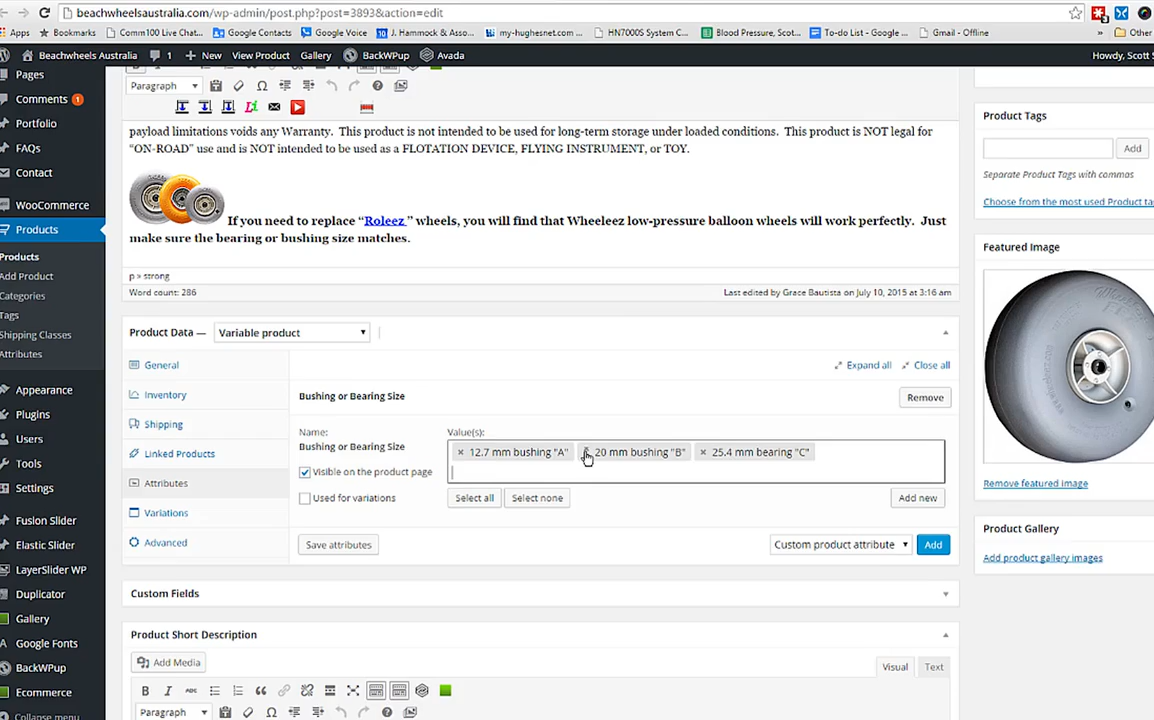 beachwheelsaustralia.com/wp-admin/post.php?post=3893&action=edit
Apps Bookmarks Comm100 Live Chat... Google Contacts Google Voice J. Hammock & Asso... my-hughesnet.com ... HN7000S System C... Blood Pressure, Scot... To-do List - Google ... Gmail - Offline » Other
Beachwheels Australia 1 + New View Product Gallery BackWPup Avada Howdy, Scott S
Pages
Comments 1
Portfolio
FAQs
Contact
WooCommerce
Products
Products
Add Product
Categories
Tags
Shipping Classes
Attributes
Appearance
Plugins
Users
Tools
Settings
Fusion Slider
Elastic Slider
LayerSlider WP
Duplicator
Gallery
Google Fonts
BackWPup
Ecommerce
Collapse menu
Paragraph
payload limitations voids any Warranty. This product is not intended to be used for long-term storage under loaded conditions. This product is NOT legal for
“ON-ROAD” use and is NOT intended to be used as a FLOTATION DEVICE, FLYING INSTRUMENT, or TOY.
If you need to replace “Roleez ” wheels, you will find that Wheeleez low-pressure balloon wheels will work perfectly. Just
make sure the bearing or bushing size matches.
p » strong
Word count: 286 Last edited by Grace Bautista on July 10, 2015 at 3:16 am
Product Data — Variable product
General
Inventory
Shipping
Linked Products
Attributes
Variations
Advanced
Expand all Close all
Bushing or Bearing Size Remove
Name: Value(s):
Bushing or Bearing Size × 12.7 mm bushing "A" 20 mm bushing "B" × 25.4 mm bearing "C"
Visible on the product page
Used for variations Select all Select none Add new
Save attributes Custom product attribute Add
Custom Fields
Product Short Description
Add Media Visual Text
B I ABC
Paragraph
Product Tags
Add
Separate Product Tags with commas
Choose from the most used Product ta
Featured Image
Remove featured image
Product Gallery
Add product gallery images